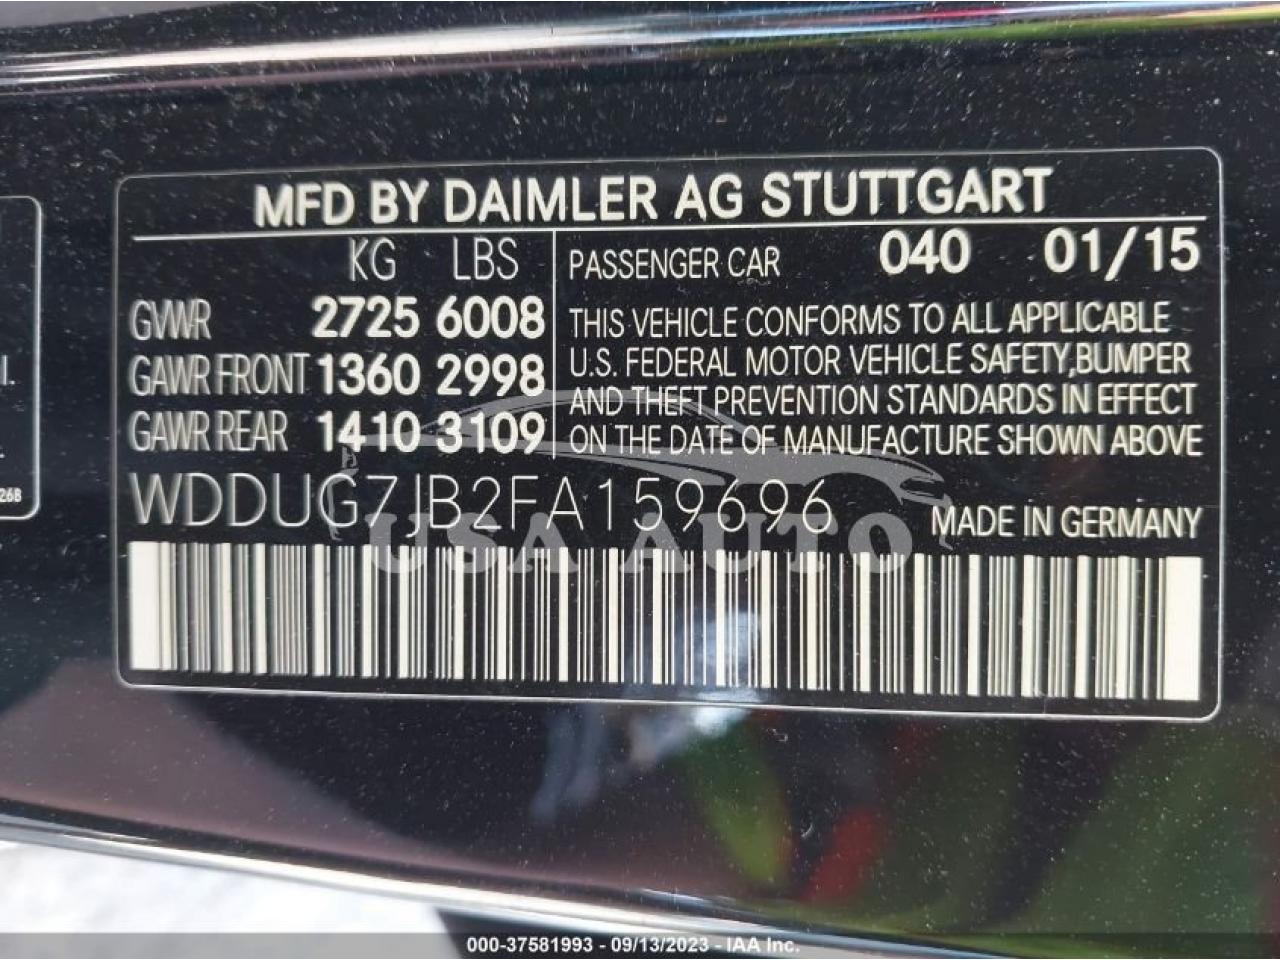 MFD BY DAIMLER AG STUTTGART
KG LBS
GVWR 2725 6008
GAWR FRONT 1360 2998
GAWR REAR 1410 3109
PASSENGER CAR 040 01/15
THIS VEHICLE CONFORMS TO ALL APPLICABLE
U.S. FEDERAL MOTOR VEHICLE SAFETY, BUMPER
AND THEFT PREVENTION STANDARDS IN EFFECT
ON THE DATE OF MANUFACTURE SHOWN ABOVE
WDDUG7JB2FA159696 MADE IN GERMANY
USA AUTO
000-37581993 - 09/13/2023 - IAA Inc.